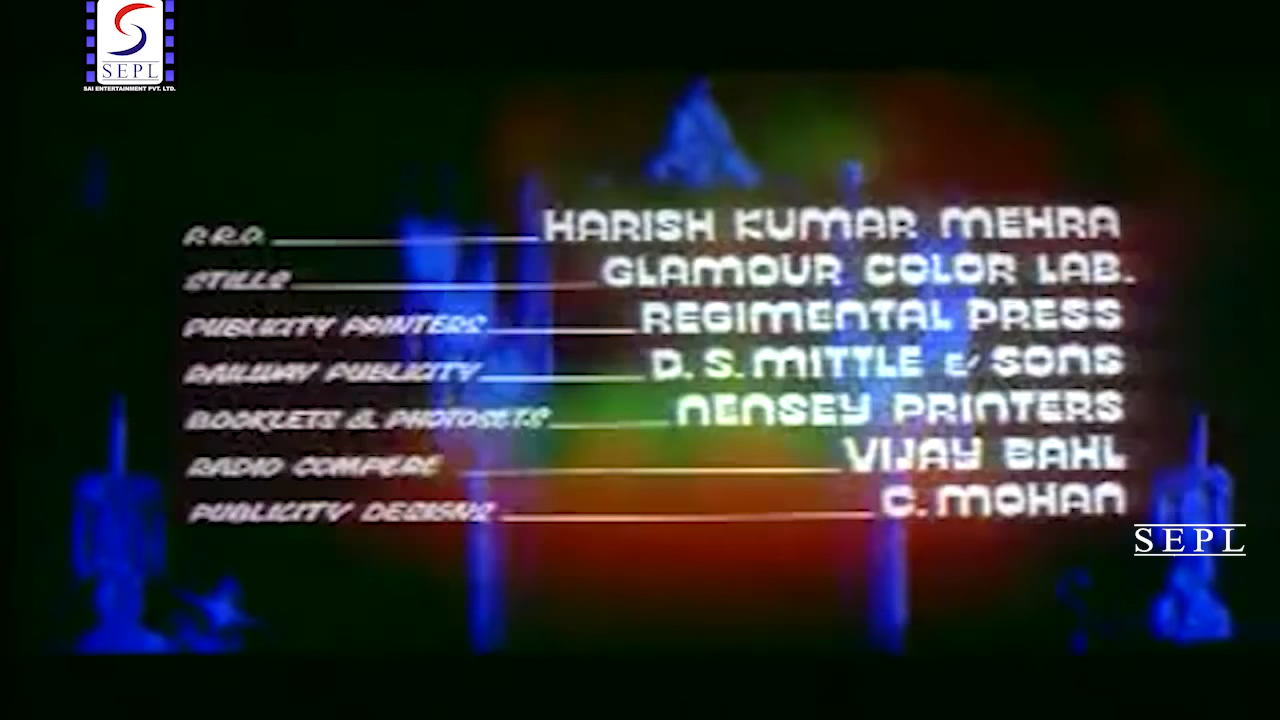 SEPL
SAI ENTERTAINMENT PVT. LTD.
P.R.O. HARISH KUMAR MEHRA
STILLS GLAMOUR COLOR LAB.
PUBLICITY PRINTERS REGIMENTAL PRESS
RAILWAY PUBLICITY D.S. MITTLE & SONS
BOOKLETS & PHOTOSETS NENSEY PRINTERS
RADIO COMPERE VIJAY BAHL
PUBLICITY DESIGNS C. MOHAN
SEPL